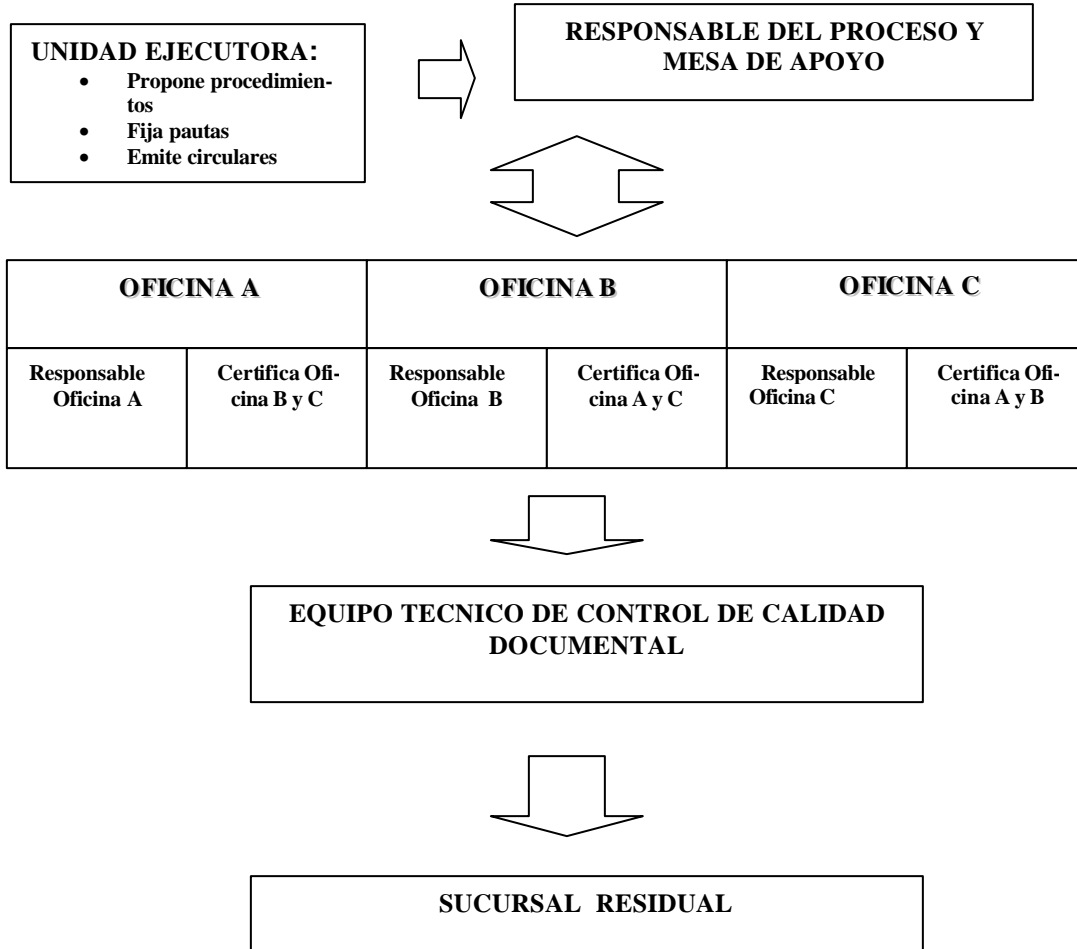 UNIDAD EJECUTORA:
• Propone procedimien-
tos
• Fija pautas
• Emite circulares
RESPONSABLE DEL PROCESO Y
MESA DE APOYO
OFICINA A
OFICINA B
OFICINA C
Responsable
Oficina A
Certifica Ofi-
cina B y C
Responsable
Oficina B
Certifica Ofi-
cina A y C
Responsable
Oficina C
Certifica Ofi-
cina A y B
EQUIPO TECNICO DE CONTROL DE CALIDAD
DOCUMENTAL
SUCURSAL RESIDUAL